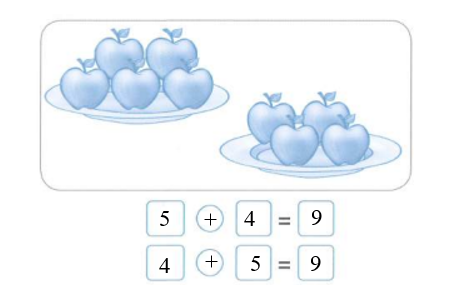 5 + 4 = 9
4 + 5 = 9